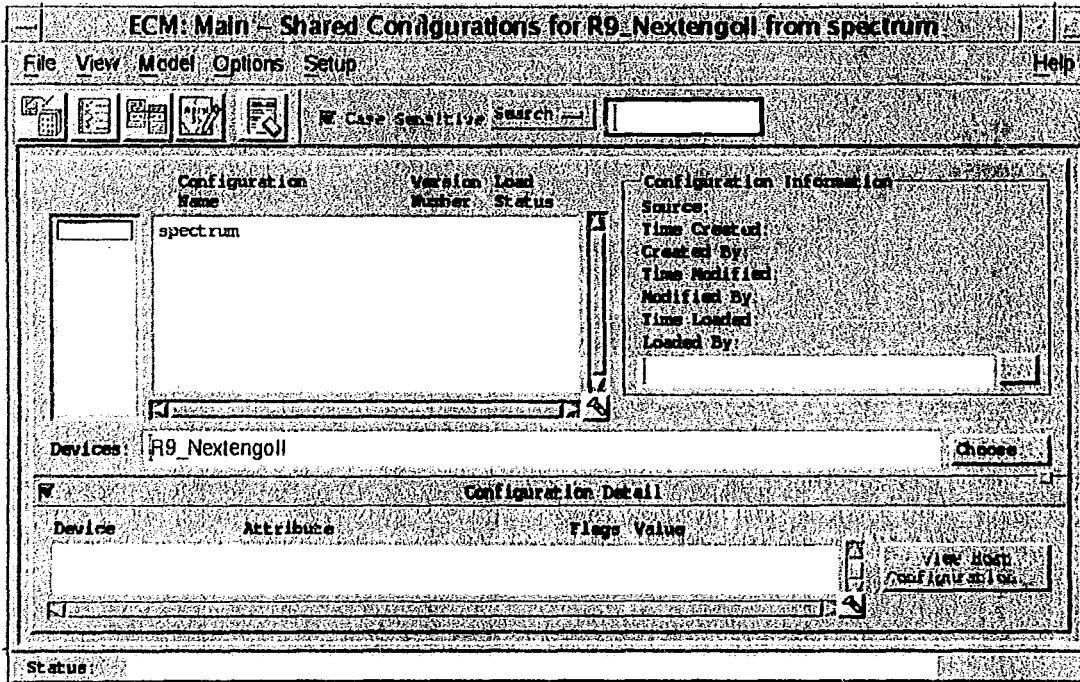 ECM: Main – Shared Configurations for R9_Nextengoll from spectrum
File View Model Options Setup Help
Case Sensitive Search
Configuration Name
Version Number
Load Status
spectrum
Configuration Information
Source:
Time Created:
Created By:
Time Modified:
Modified By:
Time Loaded
Loaded By:
Devices: R9_Nextengoll Choose...
Configuration Detail
Device Attribute Flags Value
View Host Configuration...
Status: